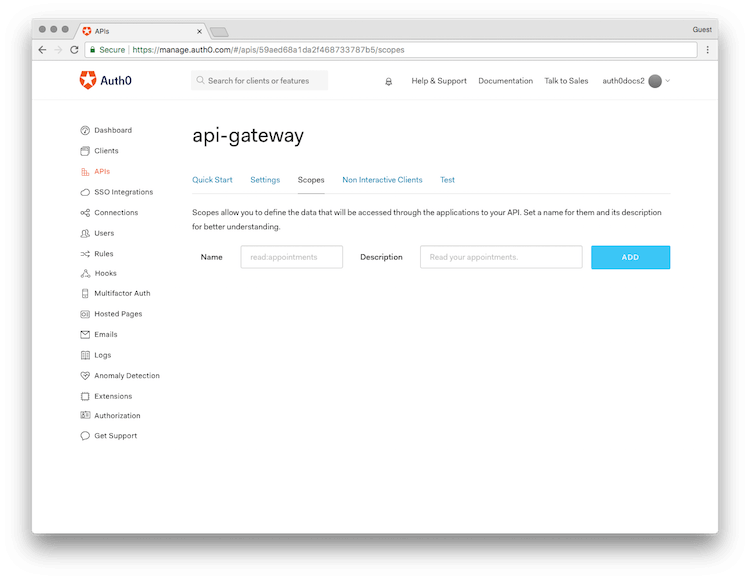 APIs
Guest
Secure
https://manage.auth0.com/#/apis/59aed68a1da2f468733787b5/scopes
Auth0
Search for clients or features
Help & Support
Documentation
Talk to Sales
auth0docs2
Dashboard
Clients
APIs
SSO Integrations
Connections
Users
Rules
Hooks
Multifactor Auth
Hosted Pages
Emails
Logs
Anomaly Detection
Extensions
Authorization
Get Support
api-gateway
Quick Start
Settings
Scopes
Non Interactive Clients
Test
Scopes allow you to define the data that will be accessed through the applications to your API. Set a name for them and its description
for better understanding.
Name
read:appointments
Description
Read your appointments.
ADD